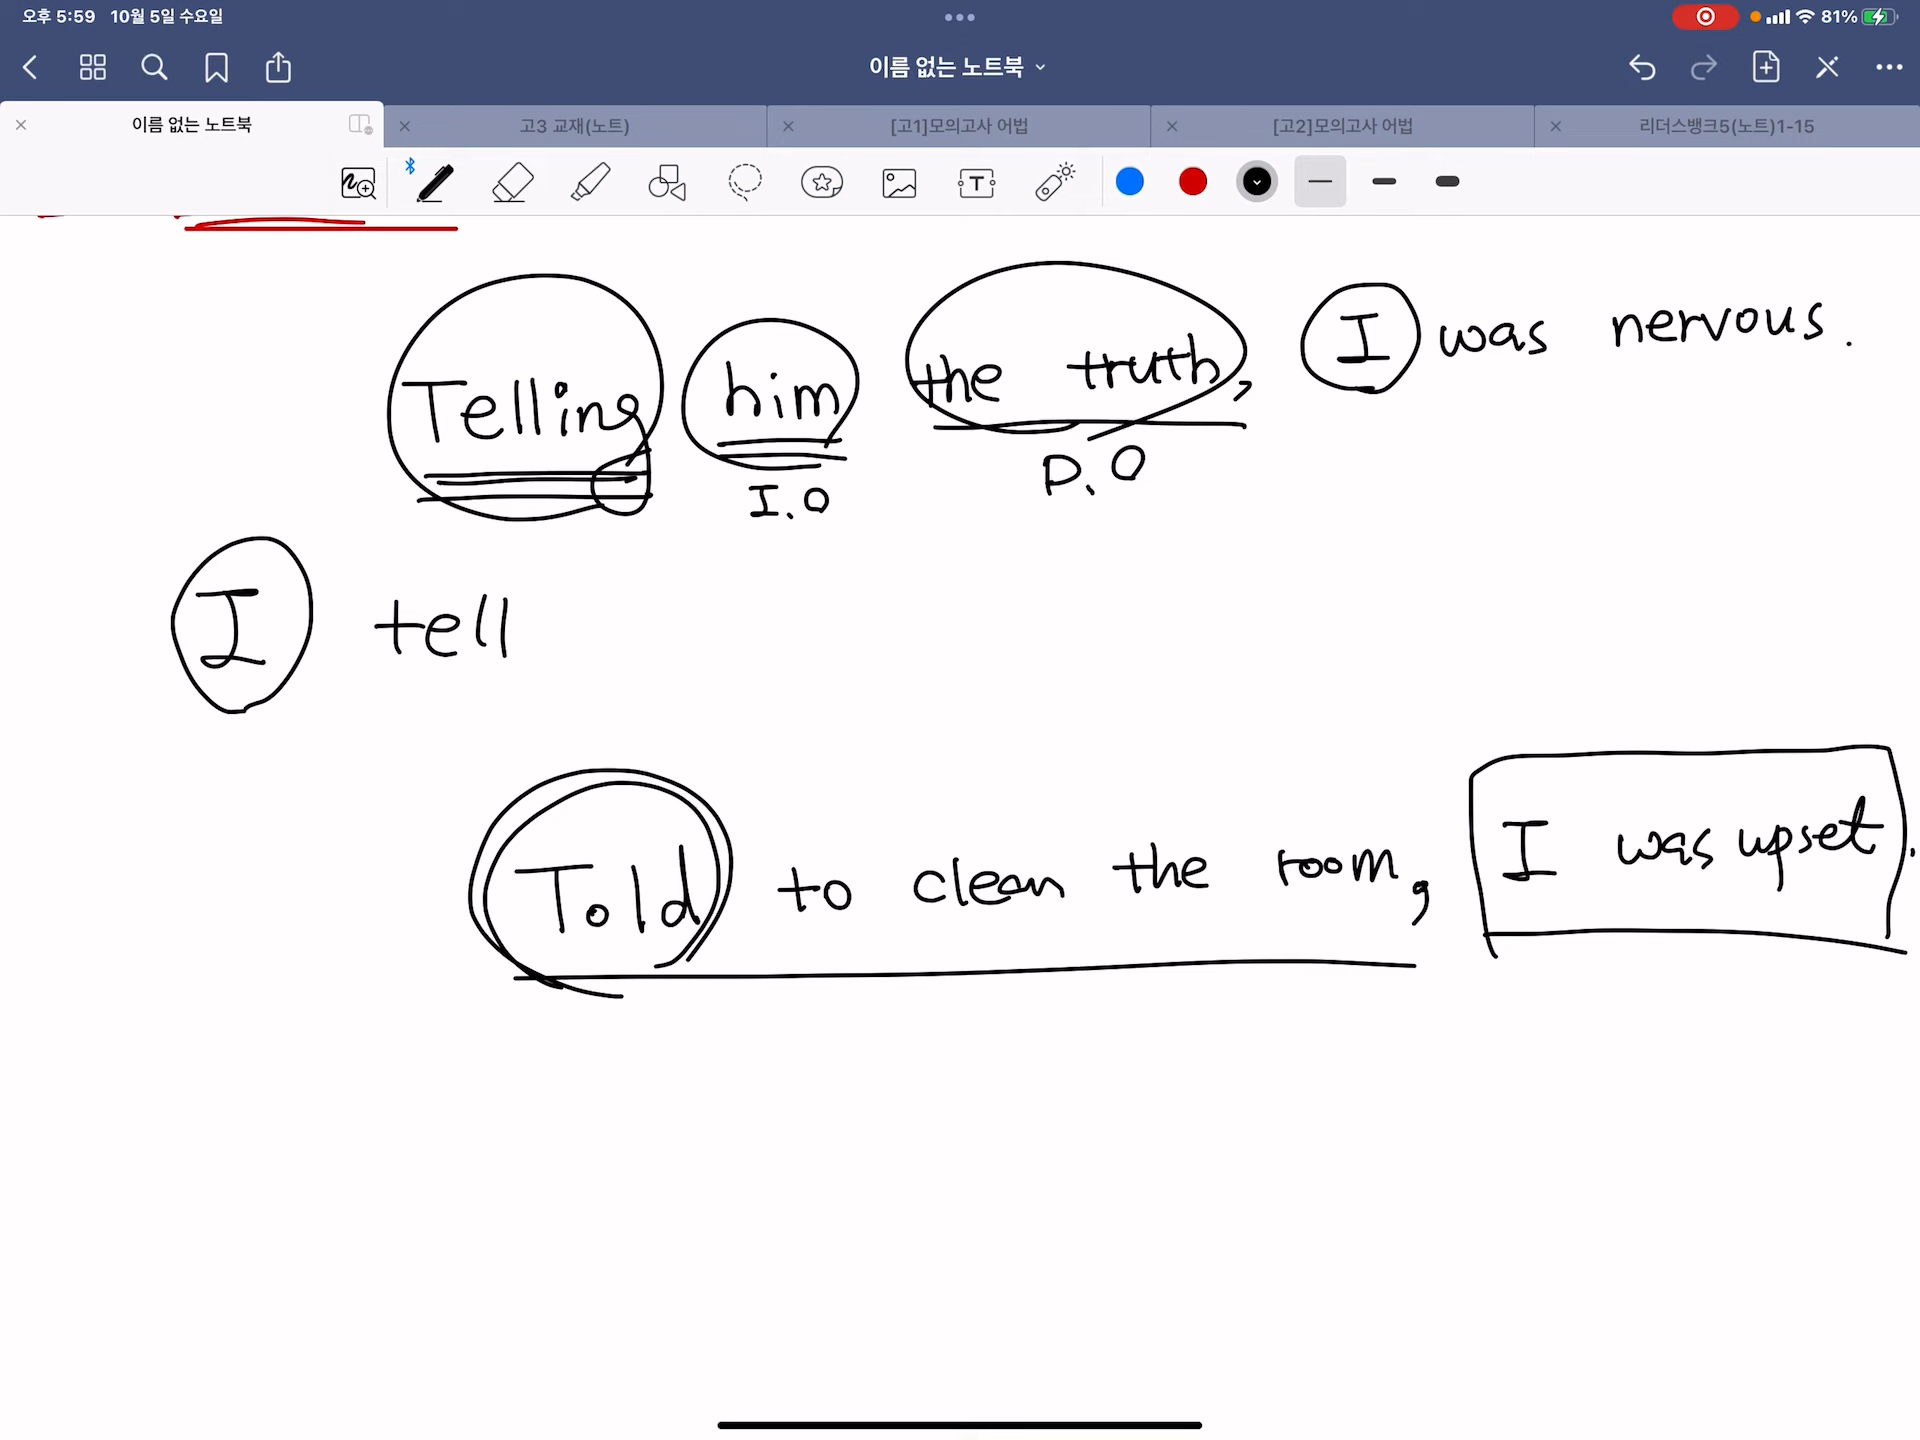 오후 5:59 10월 5일 수요일 81%
이름 없는 노트북
이름 없는 노트북 고3 교재(노트) [고1]모의고사 어법 [고2]모의고사 어법 리더스뱅크5(노트)1-15
T
Telling him the truth, I was nervous.
I.O D.O
I tell
Told to clean the room, I was upset.